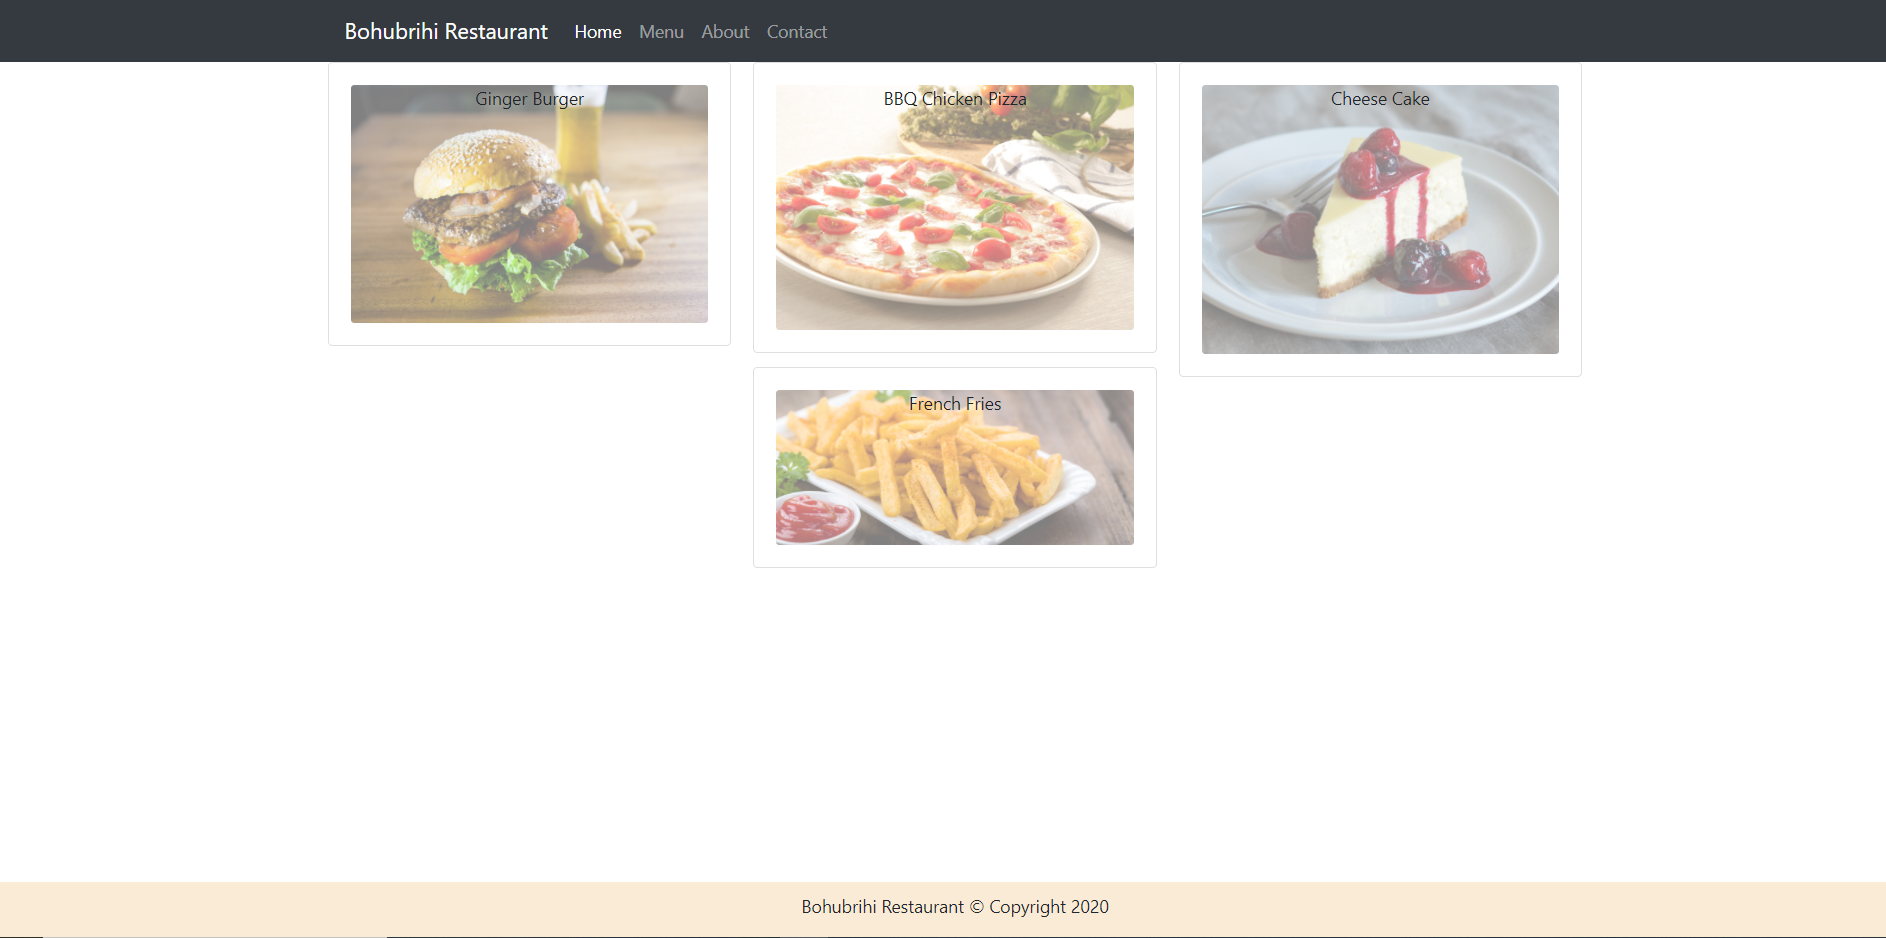 Bohubrihi Restaurant Home Menu About Contact
Ginger Burger
BBQ Chicken Pizza
Cheese Cake
French Fries
Bohubrihi Restaurant © Copyright 2020